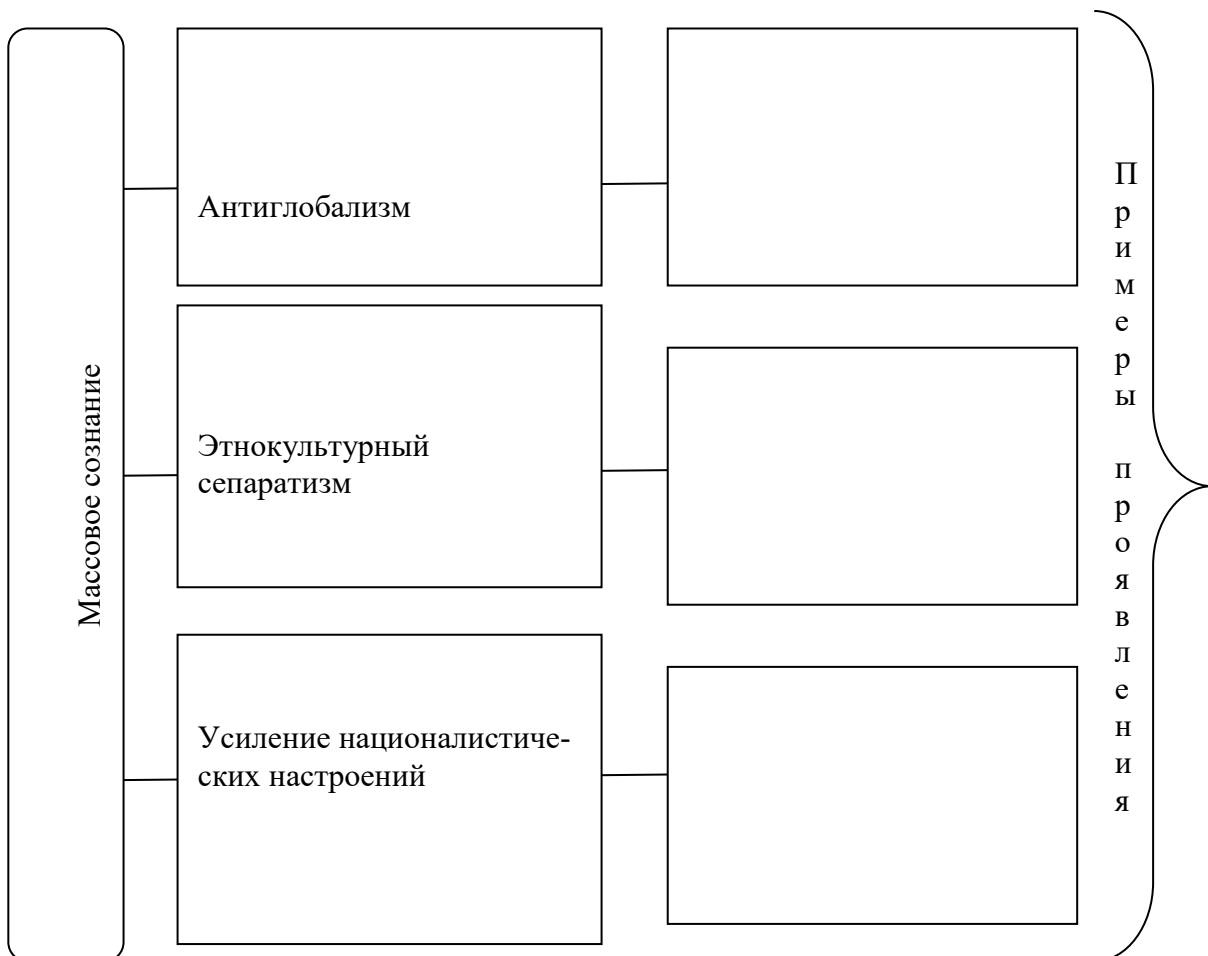 Массовое сознание
Антиглобализм
Этнокультурный
сепаратизм
Усиление националистиче-
ских настроений
Примеры проявления